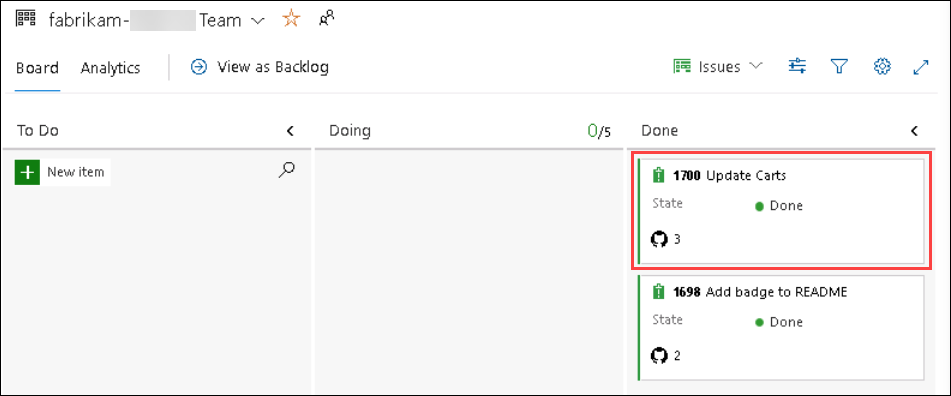 fabrikam- Team
Board Analytics View as Backlog Issues
To Do Doing 0/5 Done
New item
1700 Update Carts
State Done
3
1698 Add badge to README
State Done
2